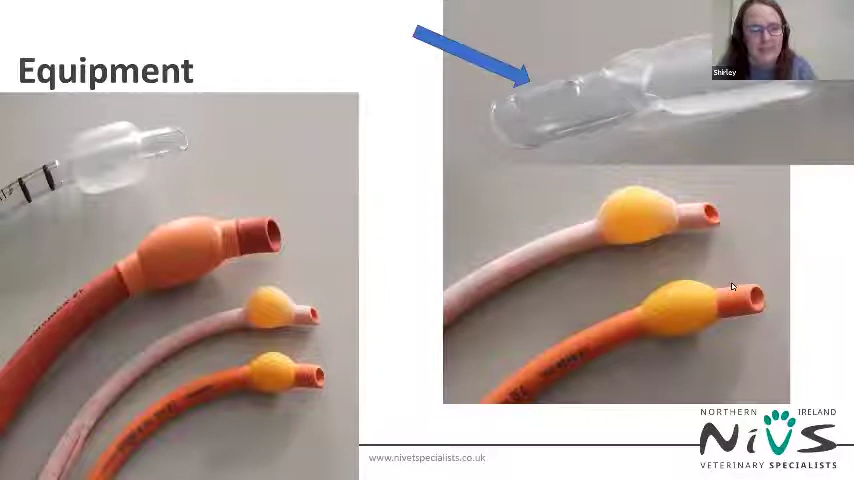 Equipment
Shirley
www.nivetspecialists.co.uk
NORTHERN IRELAND
NiVS
VETERINARY SPECIALISTS